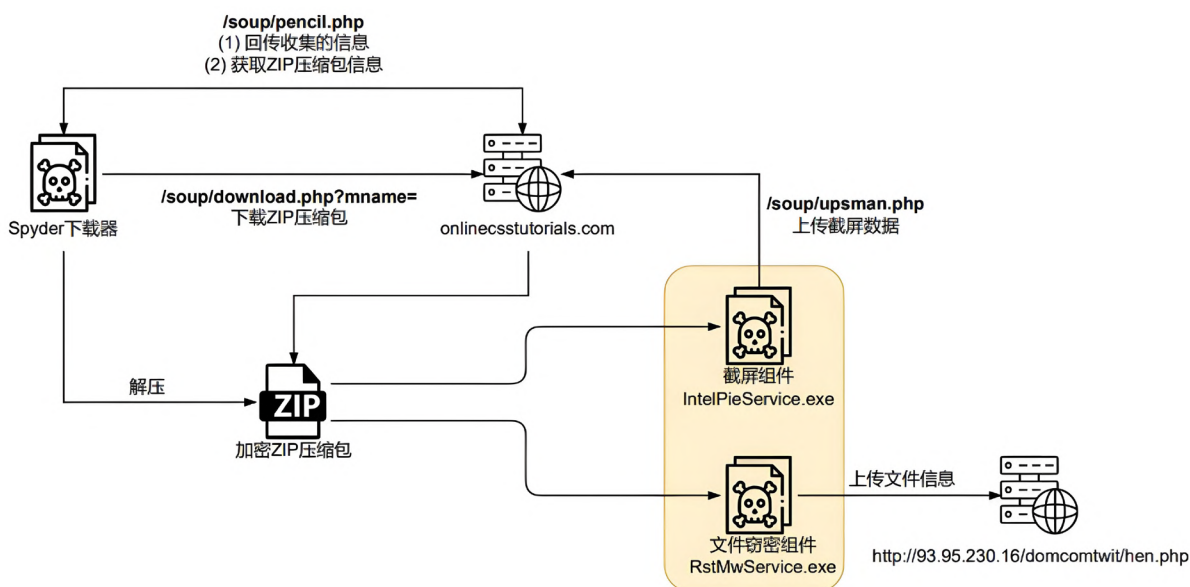 /soup/pencil.php
(1) 回传收集的信息
(2) 获取ZIP压缩包信息
/soup/download.php?mname=
下载ZIP压缩包
Spyder下载器
onlinecsstutorials.com
/soup/upsman.php
上传截屏数据
解压
ZIP
加密ZIP压缩包
截屏组件
IntelPieService.exe
文件窃密组件
RstMwService.exe
上传文件信息
http://93.95.230.16/domcomtwit/hen.php